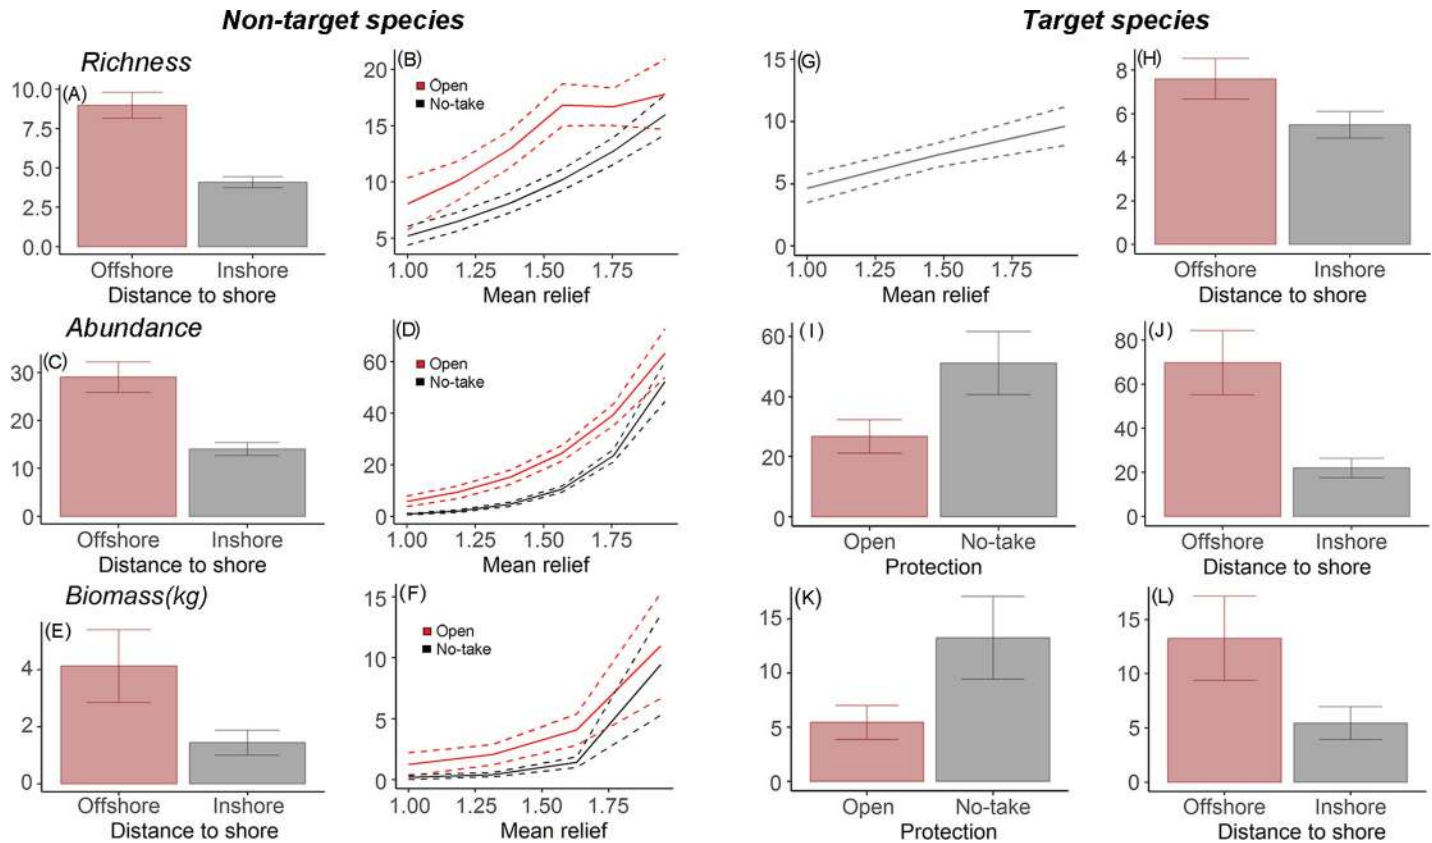 Non-target species
Target species
Richness
(A)
10.0
7.5
5.0
2.5
0.0
Offshore Inshore
Distance to shore
(B)
Open
No-take
20
15
10
5
1.00 1.25 1.50 1.75
Mean relief
(G)
15
10
5
0
1.00 1.25 1.50 1.75
Mean relief
(H)
8
6
4
2
0
Offshore Inshore
Distance to shore
Abundance
(C)
30
20
10
0
Offshore Inshore
Distance to shore
(D)
Open
No-take
60
40
20
0
1.00 1.25 1.50 1.75
Mean relief
(I)
60
40
20
0
Open No-take
Protection
(J)
80
60
40
20
0
Offshore Inshore
Distance to shore
Biomass(kg)
(E)
4
2
0
Offshore Inshore
Distance to shore
(F)
Open
No-take
15
10
5
0
1.00 1.25 1.50 1.75
Mean relief
(K)
15
10
5
0
Open No-take
Protection
(L)
15
10
5
0
Offshore Inshore
Distance to shore